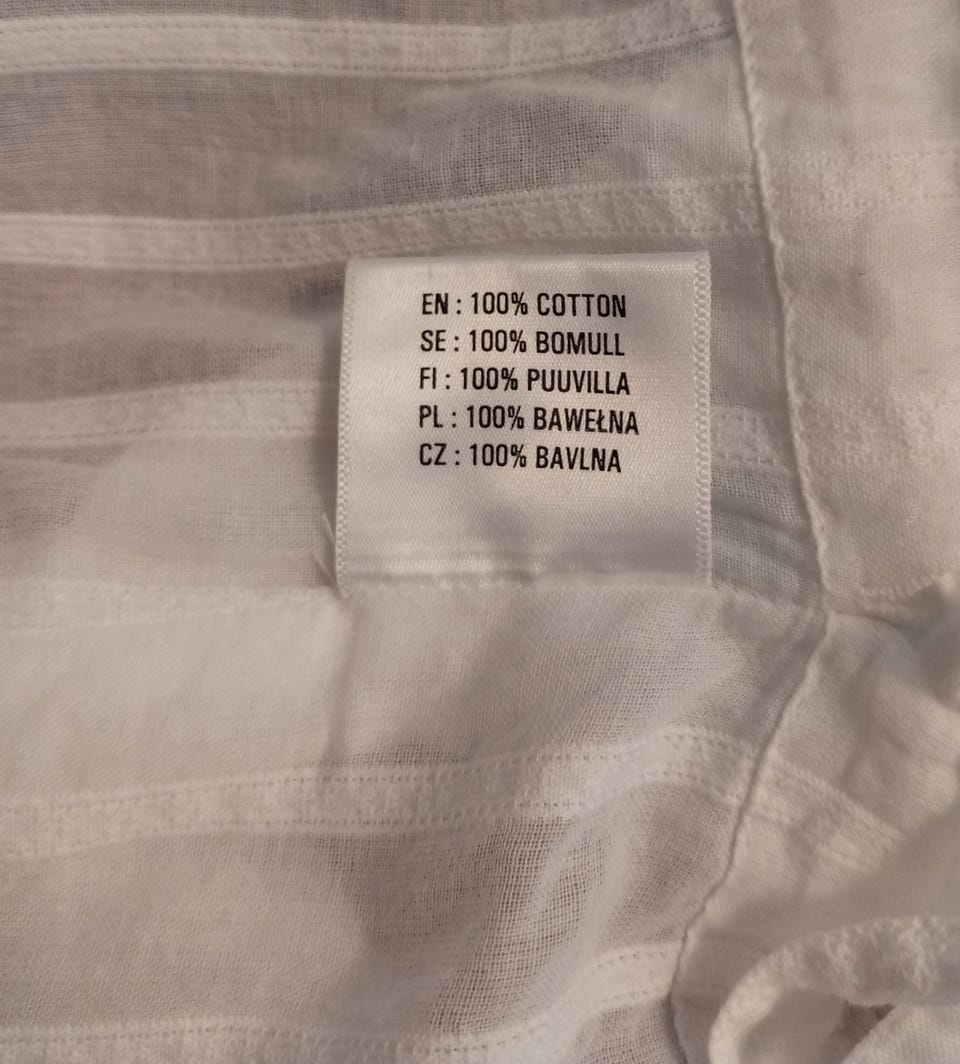 EN : 100% COTTON
SE : 100% BOMULL
FI : 100% PUUVILLA
PL : 100% BAWEŁNA
CZ : 100% BAVLNA